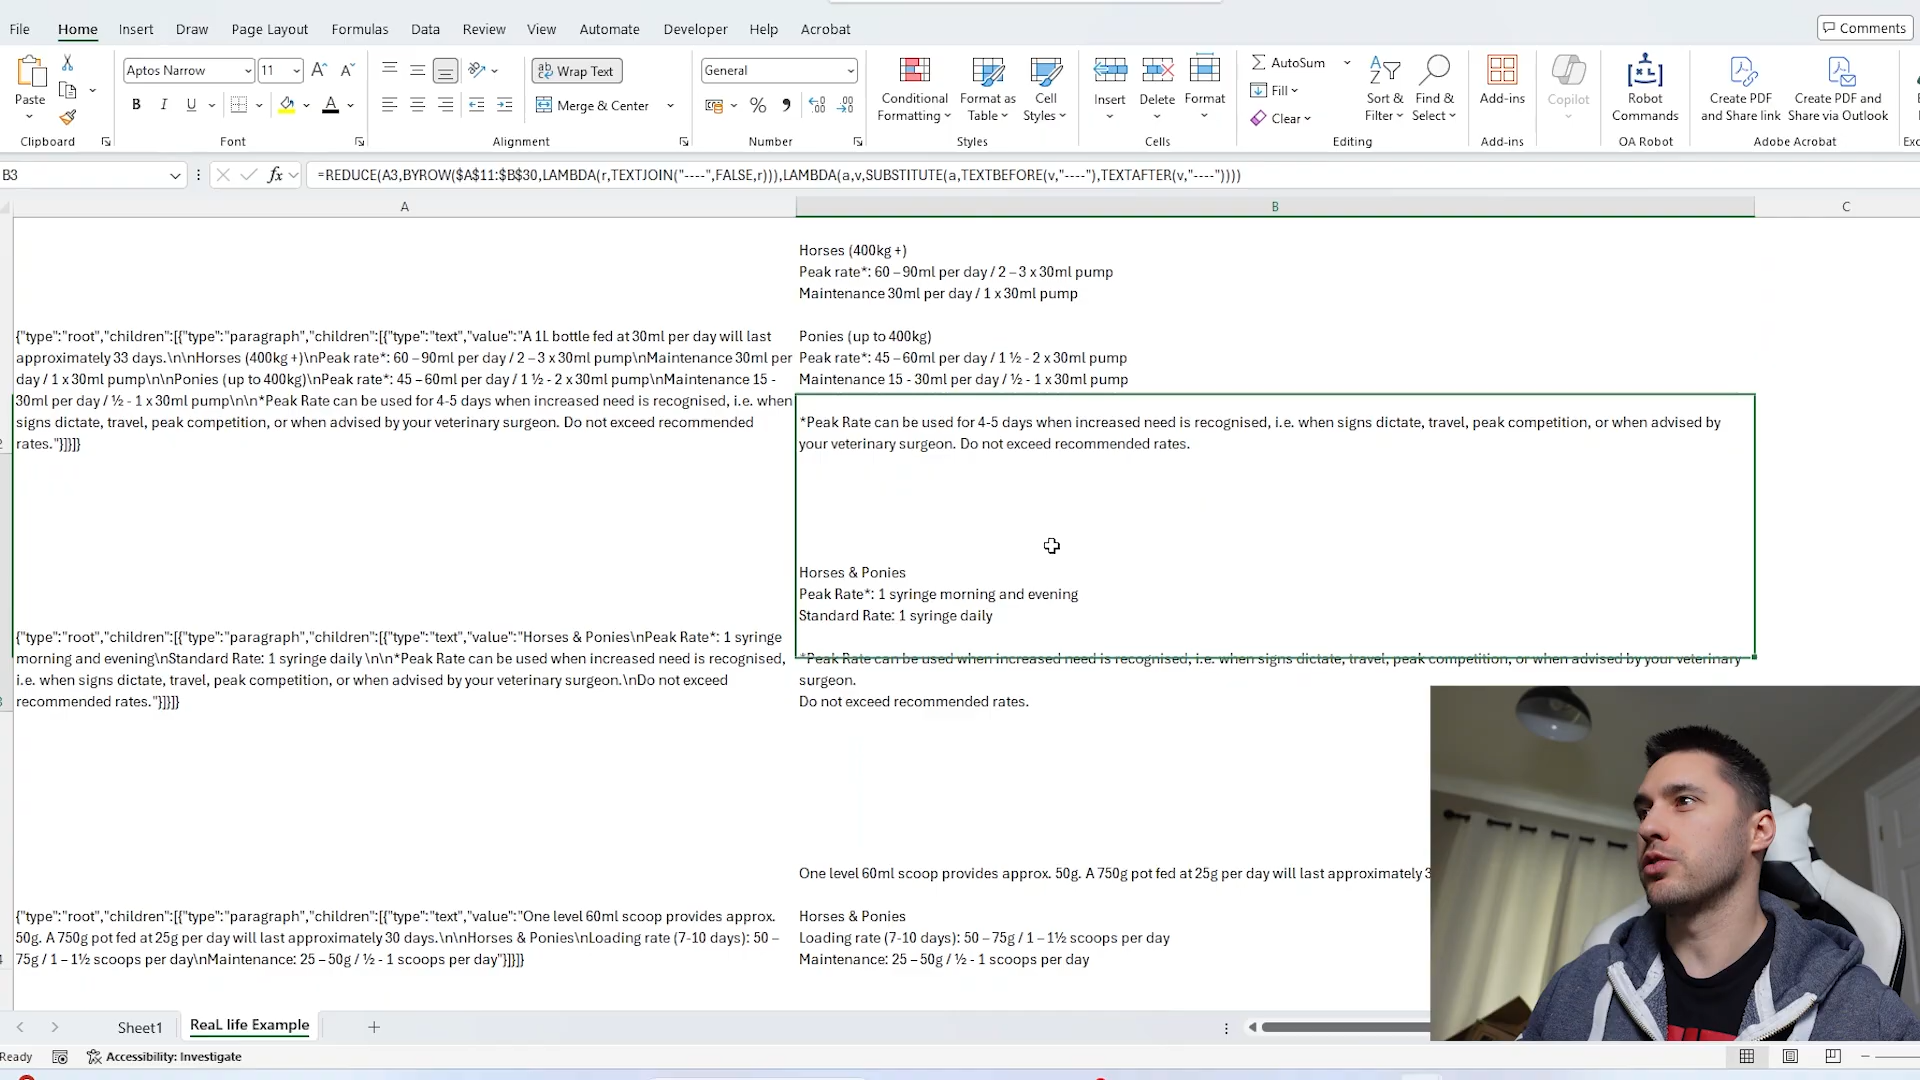 File Home Insert Draw Page Layout Formulas Data Review View Automate Developer Help Acrobat
Comments
Paste
Aptos Narrow 11
B I U
Wrap Text
Merge & Center
General
Conditional Formatting
Format as Table
Cell Styles
Insert
Delete
Format
AutoSum
Fill
Clear
Sort & Filter
Find & Select
Add-ins
Copilot
Robot Commands
Create PDF and Share link
Create PDF and Share via Outlook
Clipboard Font Alignment Number Styles Cells Editing Add-ins OA Robot Adobe Acrobat
B3
fx
=REDUCE(A3,BYROW($A$11:$B$30,LAMBDA(r,TEXTJOIN("----",FALSE,r))),LAMBDA(a,v,SUBSTITUTE(a,TEXTBEFORE(v,"----"),TEXTAFTER(v,"----"))))
A B C
{"type":"root","children":[{"type":"paragraph","children":[{"type":"text","value":"A 1L bottle fed at 30ml per day will last
approximately 33 days.\n\nHorses (400kg +)\nPeak rate*: 60 – 90ml per day / 2 – 3 x 30ml pump\nMaintenance 30ml per
day / 1 x 30ml pump\n\nPonies (up to 400kg)\nPeak rate*: 45 – 60ml per day / 1 ½ - 2 x 30ml pump\nMaintenance 15 -
30ml per day / ½ - 1 x 30ml pump\n\n*Peak Rate can be used for 4-5 days when increased need is recognised, i.e. when
signs dictate, travel, peak competition, or when advised by your veterinary surgeon. Do not exceed recommended
rates."}]}]}
Horses (400kg +)
Peak rate*: 60 – 90ml per day / 2 – 3 x 30ml pump
Maintenance 30ml per day / 1 x 30ml pump
Ponies (up to 400kg)
Peak rate*: 45 – 60ml per day / 1 ½ - 2 x 30ml pump
Maintenance 15 - 30ml per day / ½ - 1 x 30ml pump
*Peak Rate can be used for 4-5 days when increased need is recognised, i.e. when signs dictate, travel, peak competition, or when advised by
your veterinary surgeon. Do not exceed recommended rates.
{"type":"root","children":[{"type":"paragraph","children":[{"type":"text","value":"Horses & Ponies\nPeak Rate*: 1 syringe
morning and evening\nStandard Rate: 1 syringe daily \n\n*Peak Rate can be used when increased need is recognised,
i.e. when signs dictate, travel, peak competition, or when advised by your veterinary surgeon.\nDo not exceed
recommended rates."}]}]}
Horses & Ponies
Peak Rate*: 1 syringe morning and evening
Standard Rate: 1 syringe daily
*Peak Rate can be used when increased need is recognised, i.e. when signs dictate, travel, peak competition, or when advised by your veterinary
surgeon.
Do not exceed recommended rates.
{"type":"root","children":[{"type":"paragraph","children":[{"type":"text","value":"One level 60ml scoop provides approx.
50g. A 750g pot fed at 25g per day will last approximately 30 days.\n\nHorses & Ponies\nLoading rate (7-10 days): 50 –
75g / 1 – 1½ scoops per day\nMaintenance: 25 – 50g / ½ - 1 scoops per day"}]}]}
One level 60ml scoop provides approx. 50g. A 750g pot fed at 25g per day will last approximately 3
Horses & Ponies
Loading rate (7-10 days): 50 – 75g / 1 – 1½ scoops per day
Maintenance: 25 – 50g / ½ - 1 scoops per day
Sheet1 ReaL life Example
Ready Accessibility: Investigate